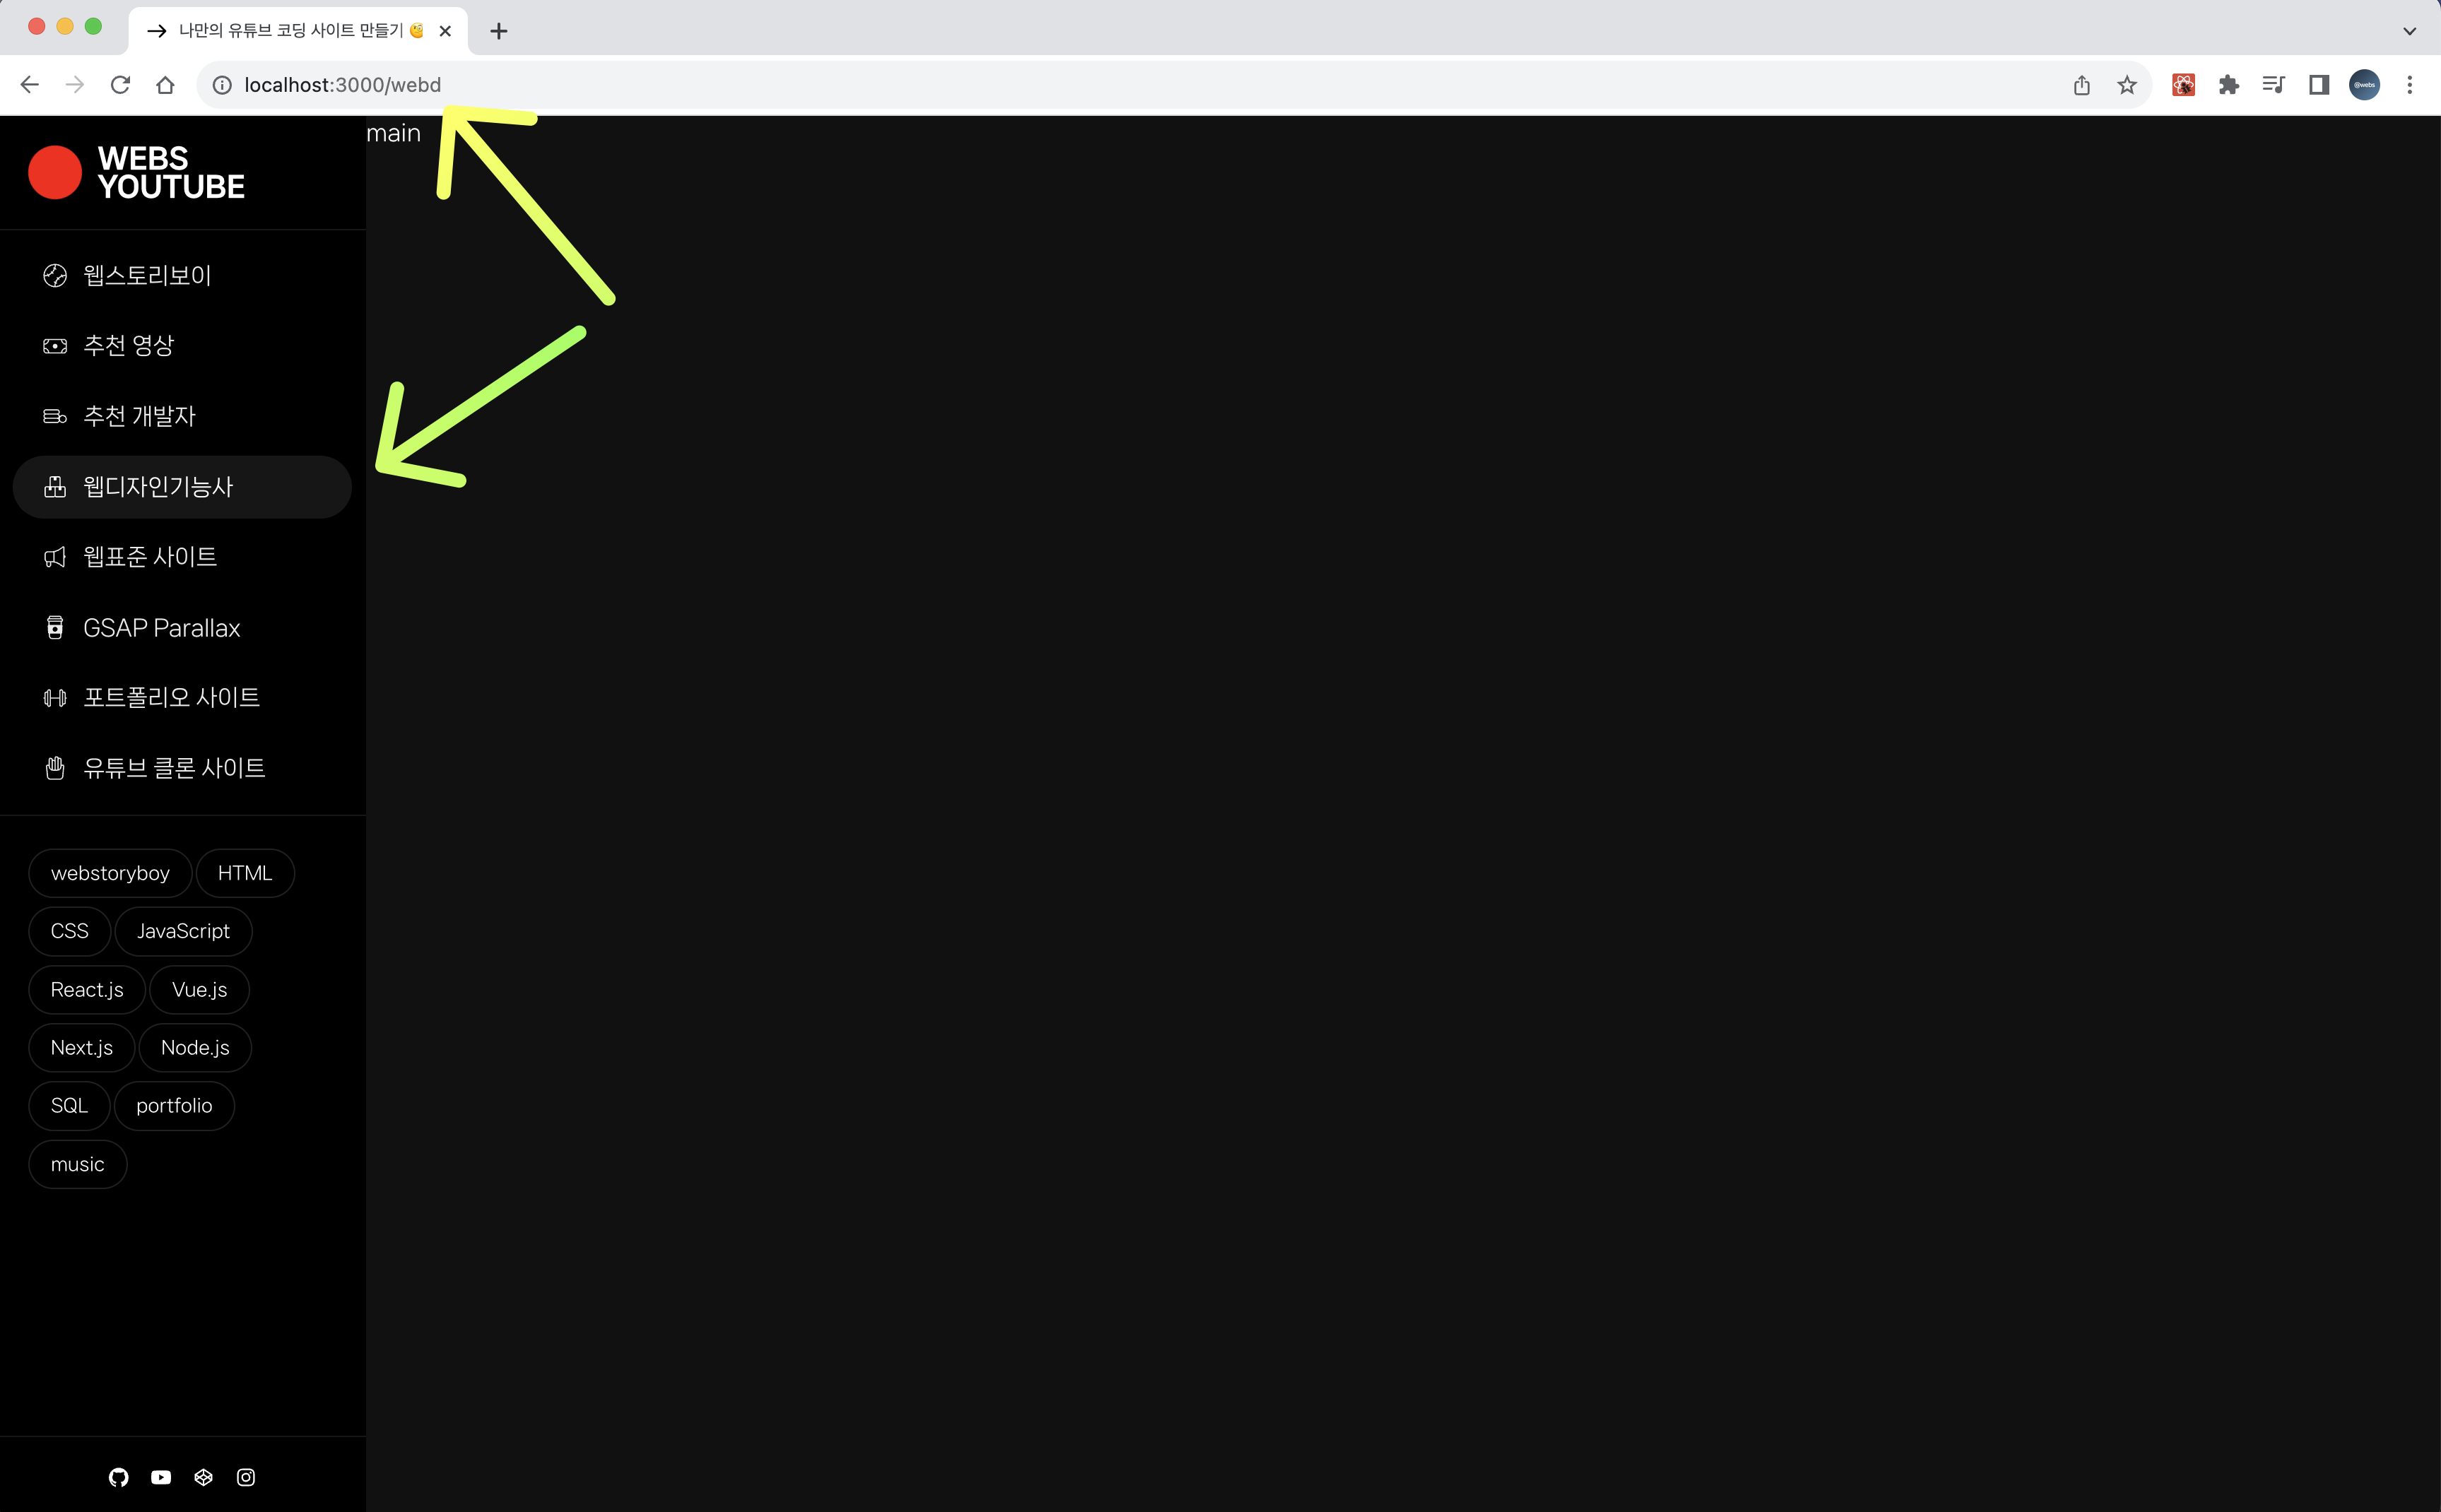 나만의 유튜브 코딩 사이트 만들기 🧐
localhost:3000/webd
@webs
WEBS
YOUTUBE
main
웹스토리보이
추천 영상
추천 개발자
웹디자인기능사
웹표준 사이트
GSAP Parallax
포트폴리오 사이트
유튜브 클론 사이트
webstoryboy HTML
CSS JavaScript
React.js Vue.js
Next.js Node.js
SQL portfolio
music